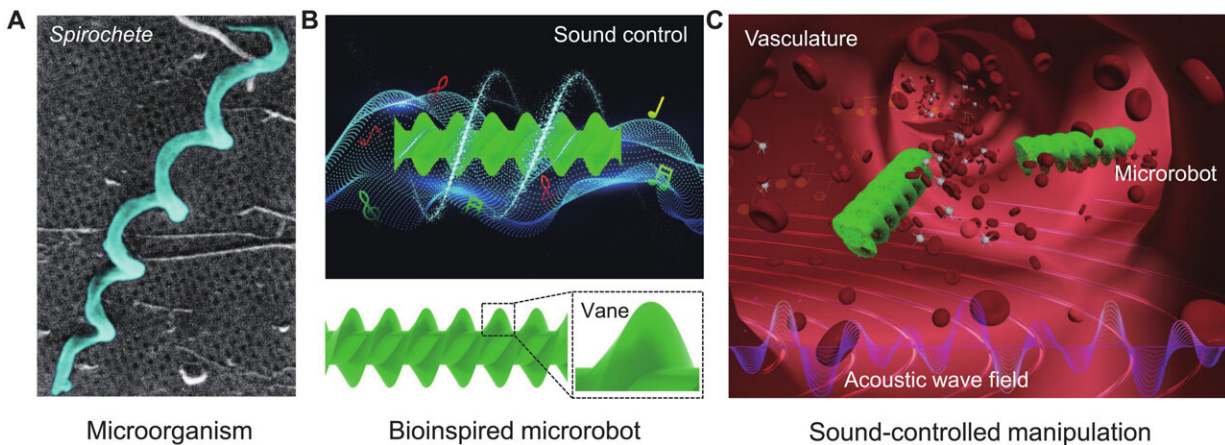 A
Spirochete
Microorganism
B
Sound control
Vane
Bioinspired microrobot
C
Vasculature
Microrobot
Acoustic wave field
Sound-controlled manipulation